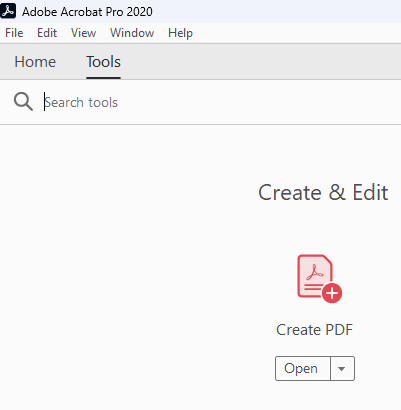 Adobe Acrobat Pro 2020
File Edit View Window Help
Home Tools
Search tools
Create & Edit
Create PDF
Open